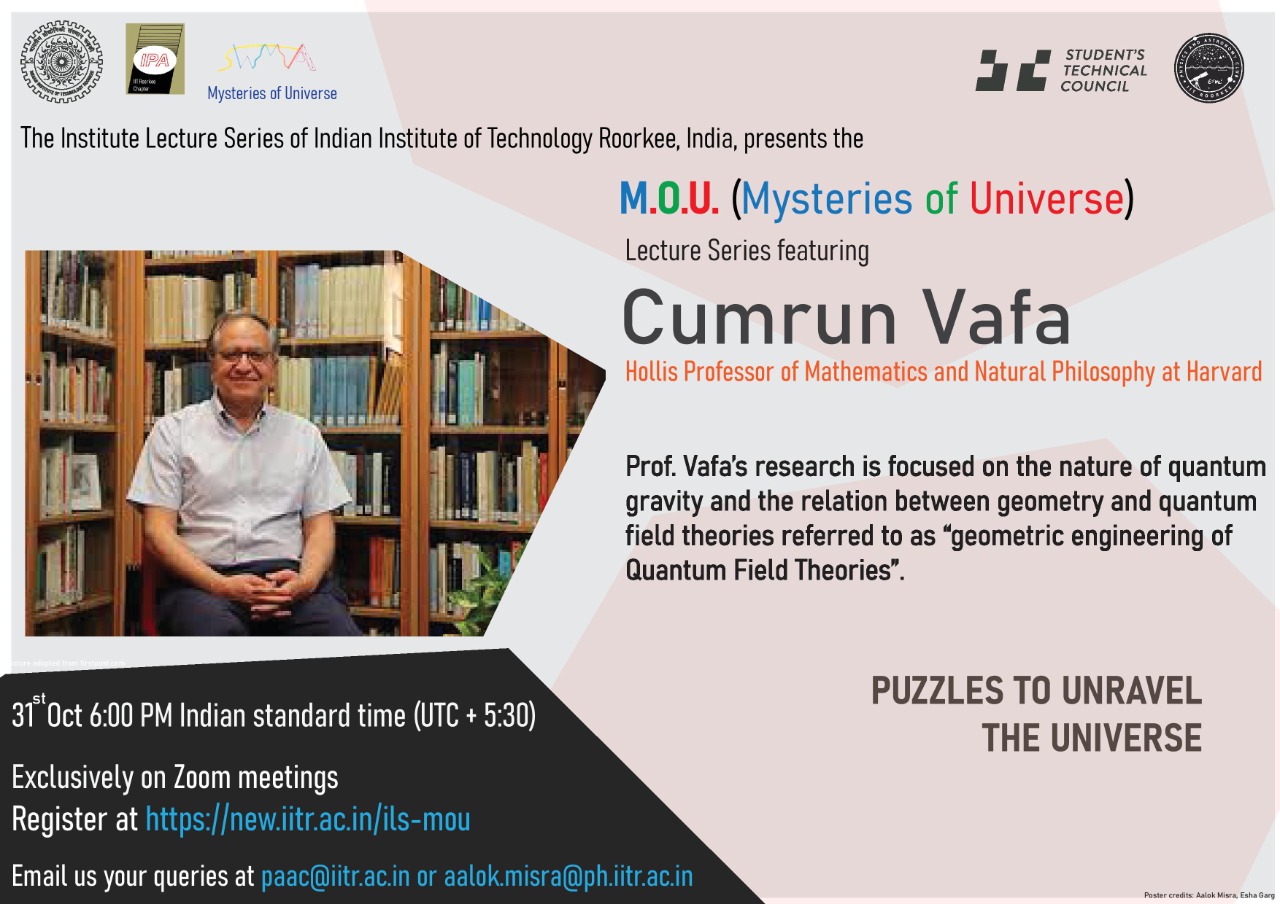 IPA
IIT Roorkee
Chapter
Mysteries of Universe
STUDENT'S
TECHNICAL
COUNCIL
The Institute Lecture Series of Indian Institute of Technology Roorkee, India, presents the
M.O.U. (Mysteries of Universe)
Lecture Series featuring
Cumrun Vafa
Hollis Professor of Mathematics and Natural Philosophy at Harvard
Prof. Vafa's research is focused on the nature of quantum
gravity and the relation between geometry and quantum
field theories referred to as “geometric engineering of
Quantum Field Theories”.
PUZZLES TO UNRAVEL
THE UNIVERSE
31st Oct 6:00 PM Indian standard time (UTC + 5:30)
Exclusively on Zoom meetings
Register at https://new.iitr.ac.in/ils-mou
Email us your queries at paac@iitr.ac.in or aalok.misra@ph.iitr.ac.in
Poster credits: Aalok Misra, Esha Garg